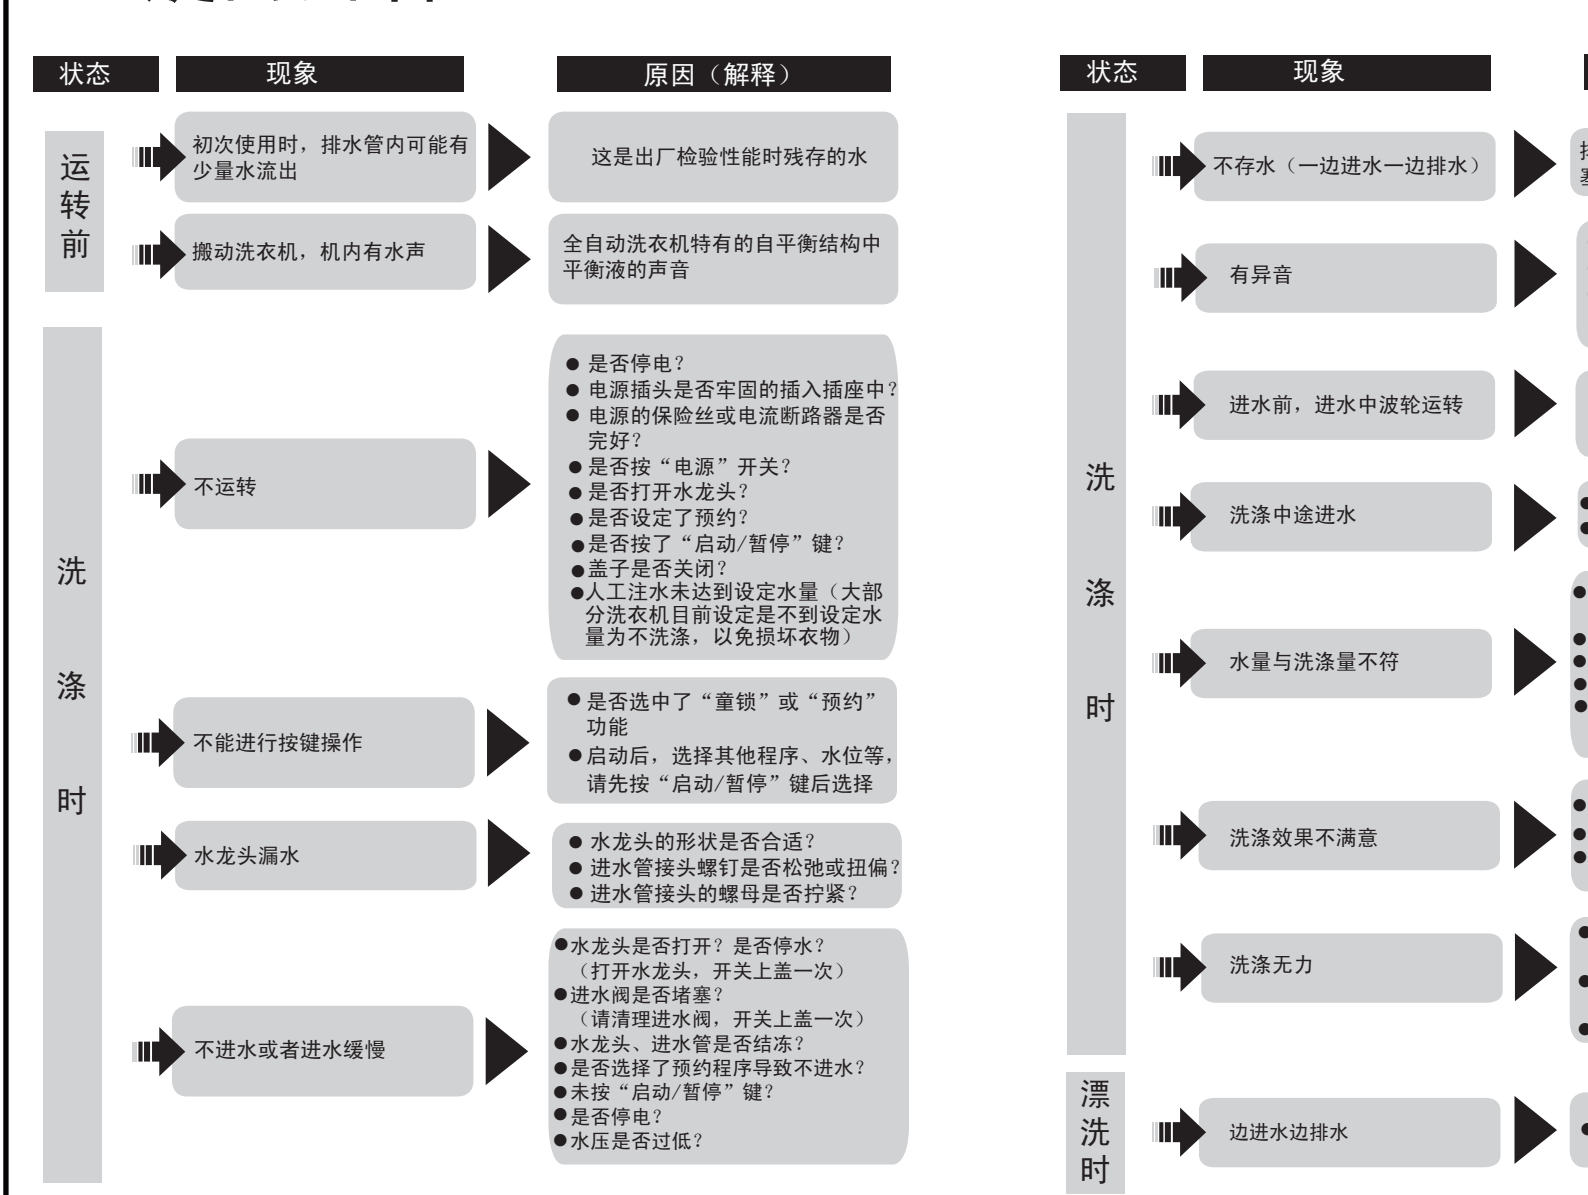 状态
现象
原因（解释）
运转前
初次使用时，排水管内可能有
少量水流出
这是出厂检验性能时残存的水
搬动洗衣机，机内有水声
全自动洗衣机特有的自平衡结构中
平衡液的声音
洗涤时
不运转
●是否停电？
●电源插头是否牢固的插入插座中？
●电源的保险丝或电流断路器是否
完好？
●是否按“电源”开关？
●是否打开水龙头？
●是否设定了预约？
●是否按了“启动/暂停”键？
●盖子是否关闭？
●人工注水未达到设定水量（大部
分洗衣机目前设定是不到设定水
量为不洗涤，以免损坏衣物）
不能进行按键操作
●是否选中了“童锁”或“预约”
功能
●启动后，选择其他程序、水位等，
请先按“启动/暂停”键后选择
水龙头漏水
●水龙头的形状是否合适？
●进水管接头螺钉是否松弛或扭偏？
●进水管接头的螺母是否拧紧？
不进水或者进水缓慢
●水龙头是否打开？是否停水？
（打开水龙头，开关上盖一次）
●进水阀是否堵塞？
（请清理进水阀，开关上盖一次）
●水龙头、进水管是否结冻？
●是否选择了预约程序导致不进水？
●未按“启动/暂停”键？
●是否停电？
●水压是否过低？
状态
现象
洗涤时
不存水（一边进水一边排水）
有异音
进水前，进水中波轮运转
洗涤中途进水
水量与洗涤量不符
洗涤效果不满意
洗涤无力
漂洗时
边进水边排水